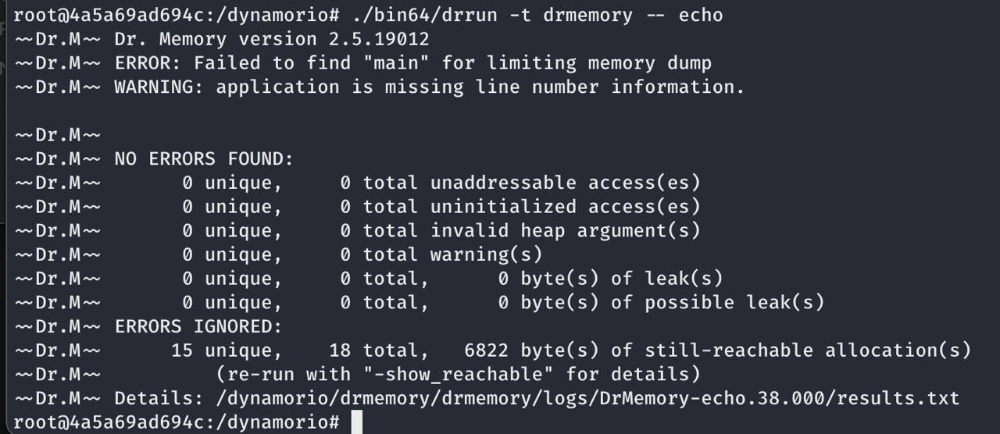 root@4a5a69ad694c:/dynamorio# ./bin64/drrun -t drmemory -- echo
~~Dr.M~~ Dr. Memory version 2.5.19012
~~Dr.M~~ ERROR: Failed to find "main" for limiting memory dump
~~Dr.M~~ WARNING: application is missing line number information.
~~Dr.M~~
~~Dr.M~~ NO ERRORS FOUND:
~~Dr.M~~       0 unique,     0 total unaddressable access(es)
~~Dr.M~~       0 unique,     0 total uninitialized access(es)
~~Dr.M~~       0 unique,     0 total invalid heap argument(s)
~~Dr.M~~       0 unique,     0 total warning(s)
~~Dr.M~~       0 unique,     0 total,      0 byte(s) of leak(s)
~~Dr.M~~       0 unique,     0 total,      0 byte(s) of possible leak(s)
~~Dr.M~~ ERRORS IGNORED:
~~Dr.M~~      15 unique,    18 total,   6822 byte(s) of still-reachable allocation(s)
~~Dr.M~~          (re-run with "-show_reachable" for details)
~~Dr.M~~ Details: /dynamorio/drmemory/drmemory/logs/DrMemory-echo.38.000/results.txt
root@4a5a69ad694c:/dynamorio#